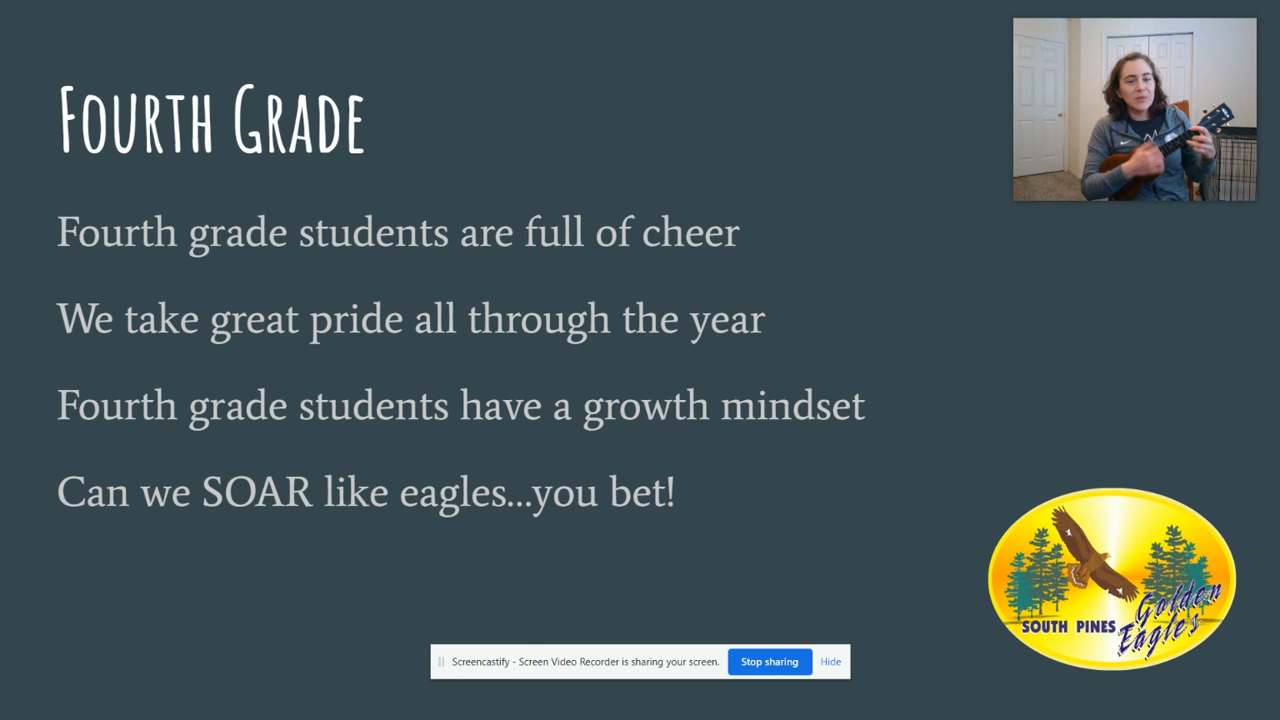 Fourth Grade
Fourth grade students are full of cheer
We take great pride all through the year
Fourth grade students have a growth mindset
Can we SOAR like eagles...you bet!
SOUTH PINES
Golden
Eagles
Screencastify - Screen Video Recorder is sharing your screen.
Stop sharing
Hide